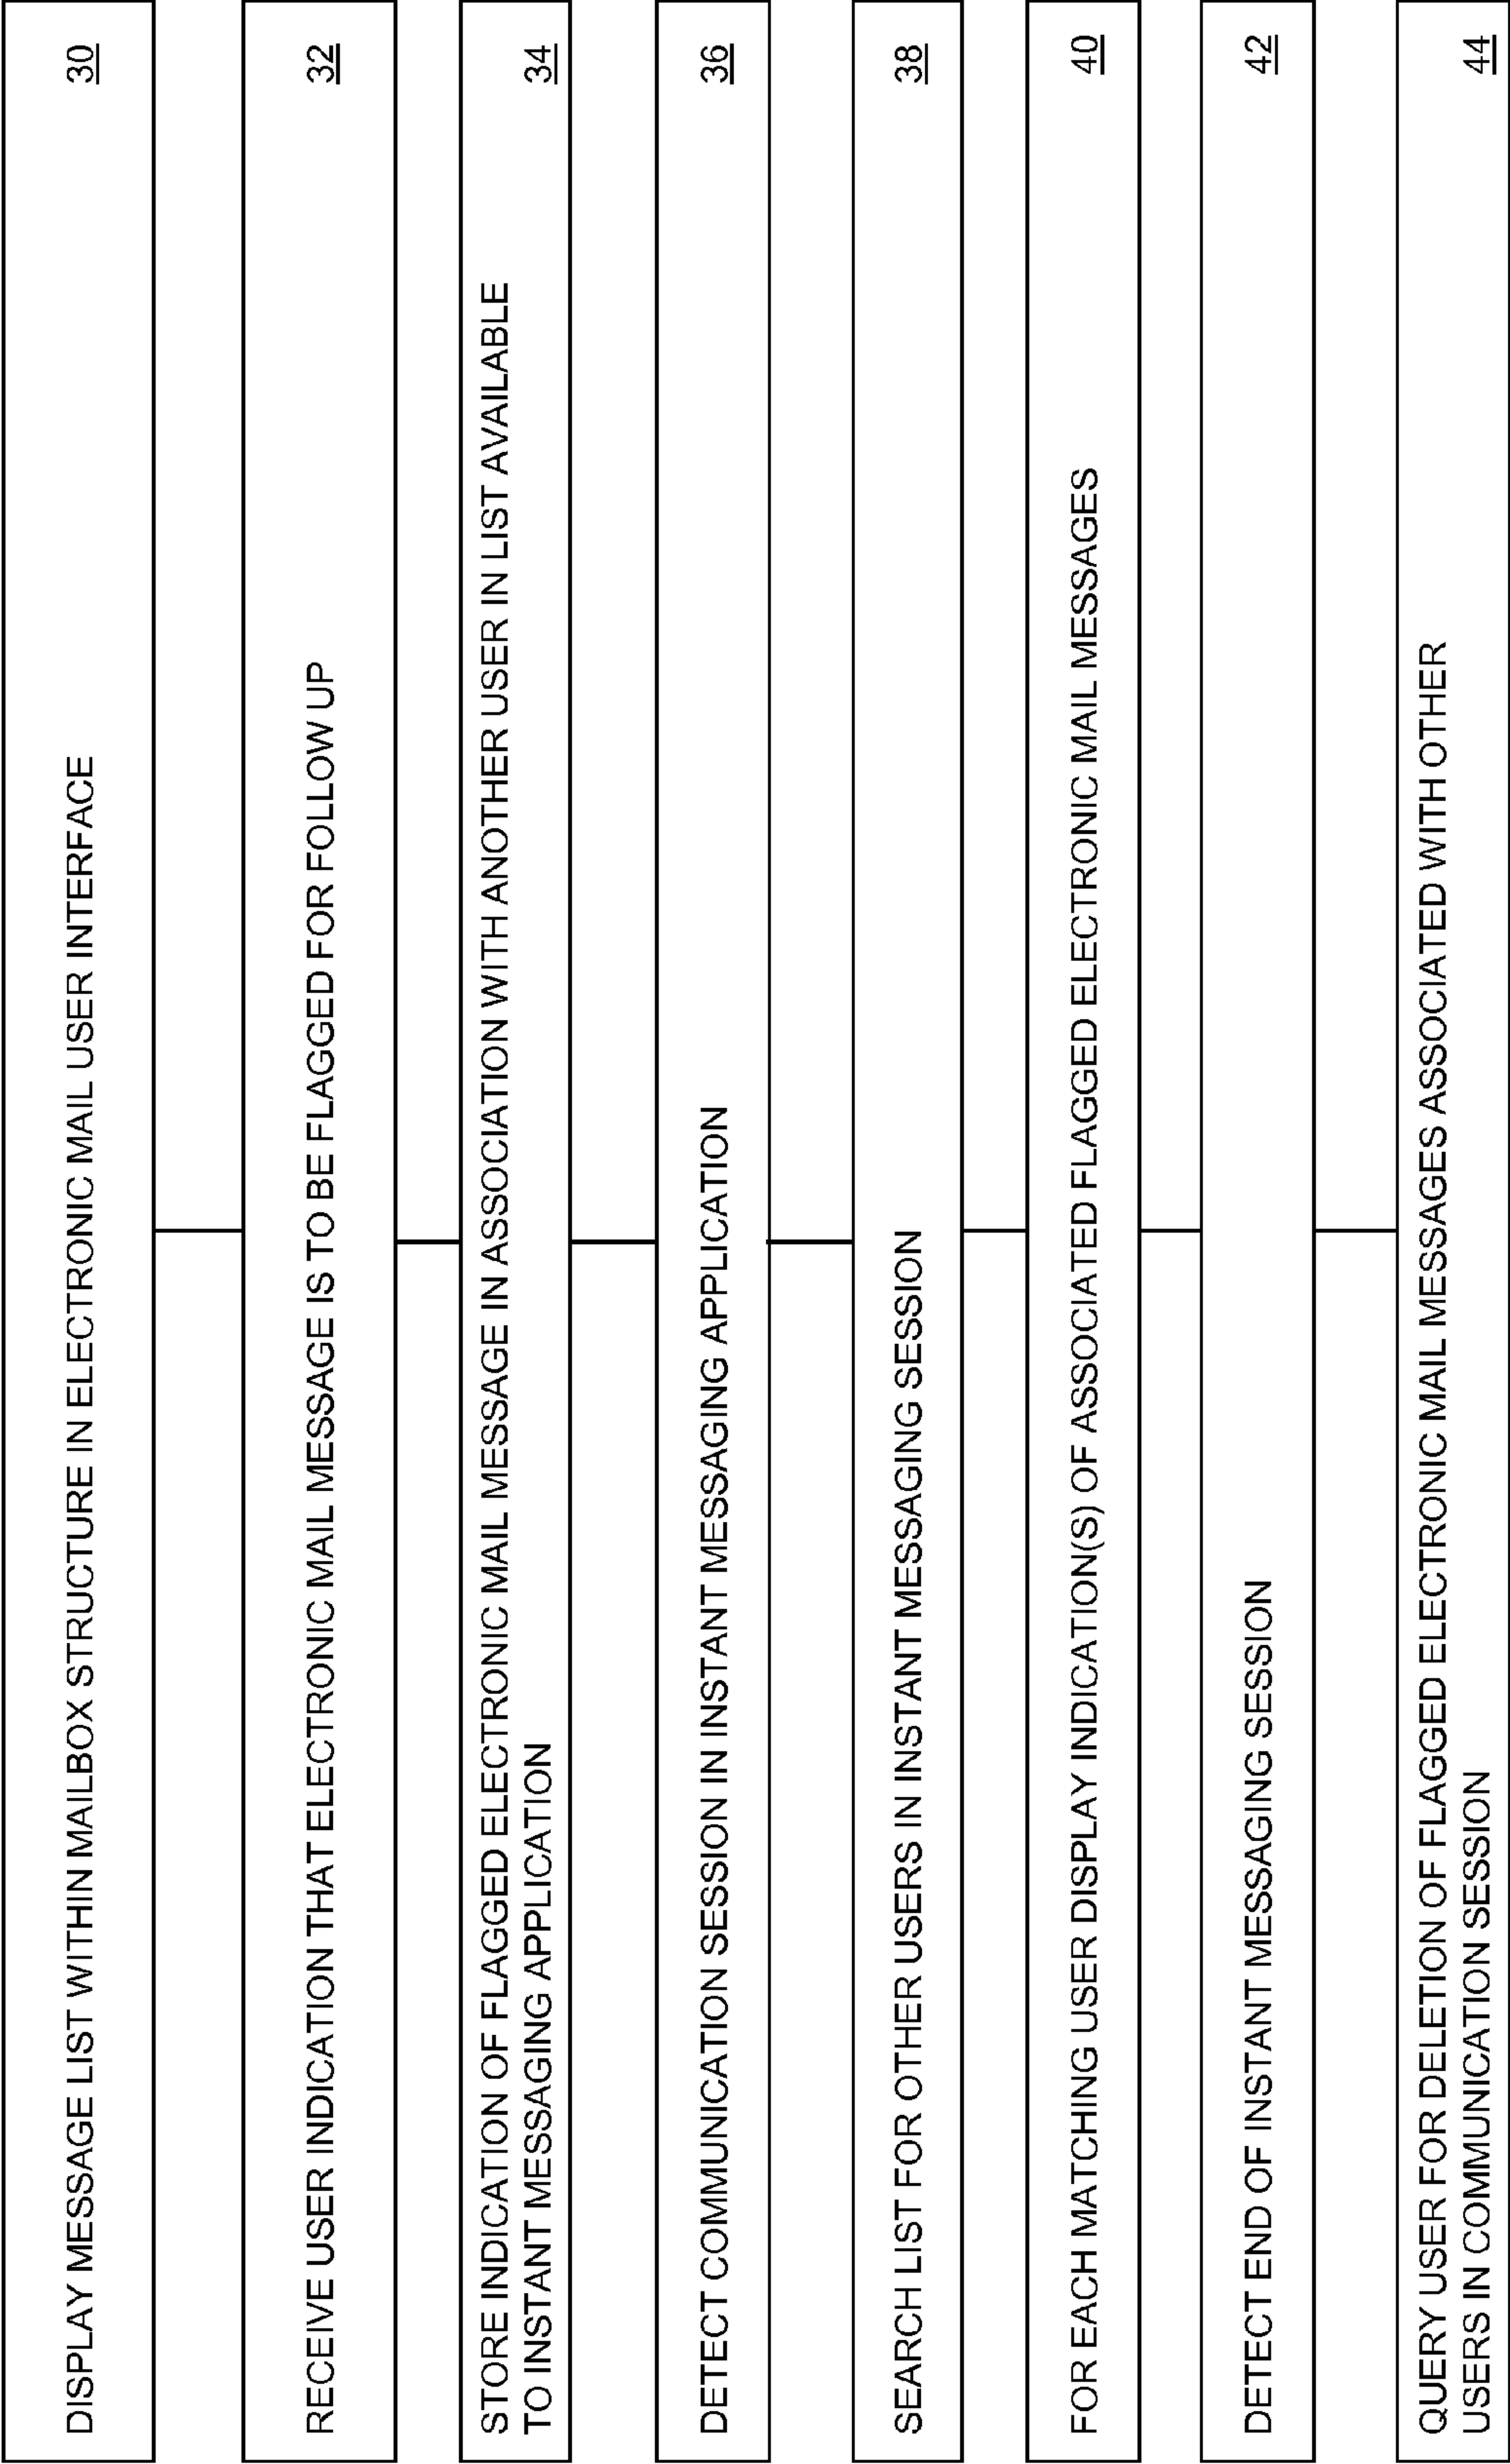 DISPLAY MESSAGE LIST WITHIN MAILBOX STRUCTURE IN ELECTRONIC MAIL USER INTERFACE 30
RECEIVE USER INDICATION THAT ELECTRONIC MAIL MESSAGE IS TO BE FLAGGED FOR FOLLOW UP 32
STORE INDICATION OF FLAGGED ELECTRONIC MAIL MESSAGE IN ASSOCIATION WITH ANOTHER USER IN LIST AVAILABLE
TO INSTANT MESSAGING APPLICATION 34
DETECT COMMUNICATION SESSION IN INSTANT MESSAGING APPLICATION 36
SEARCH LIST FOR OTHER USERS IN INSTANT MESSAGING SESSION 38
FOR EACH MATCHING USER DISPLAY INDICATION(S) OF ASSOCIATED FLAGGED ELECTRONIC MAIL MESSAGES 40
DETECT END OF INSTANT MESSAGING SESSION 42
QUERY USER FOR DELETION OF FLAGGED ELECTRONIC MAIL MESSAGES ASSOCIATED WITH OTHER
USERS IN COMMUNICATION SESSION 44